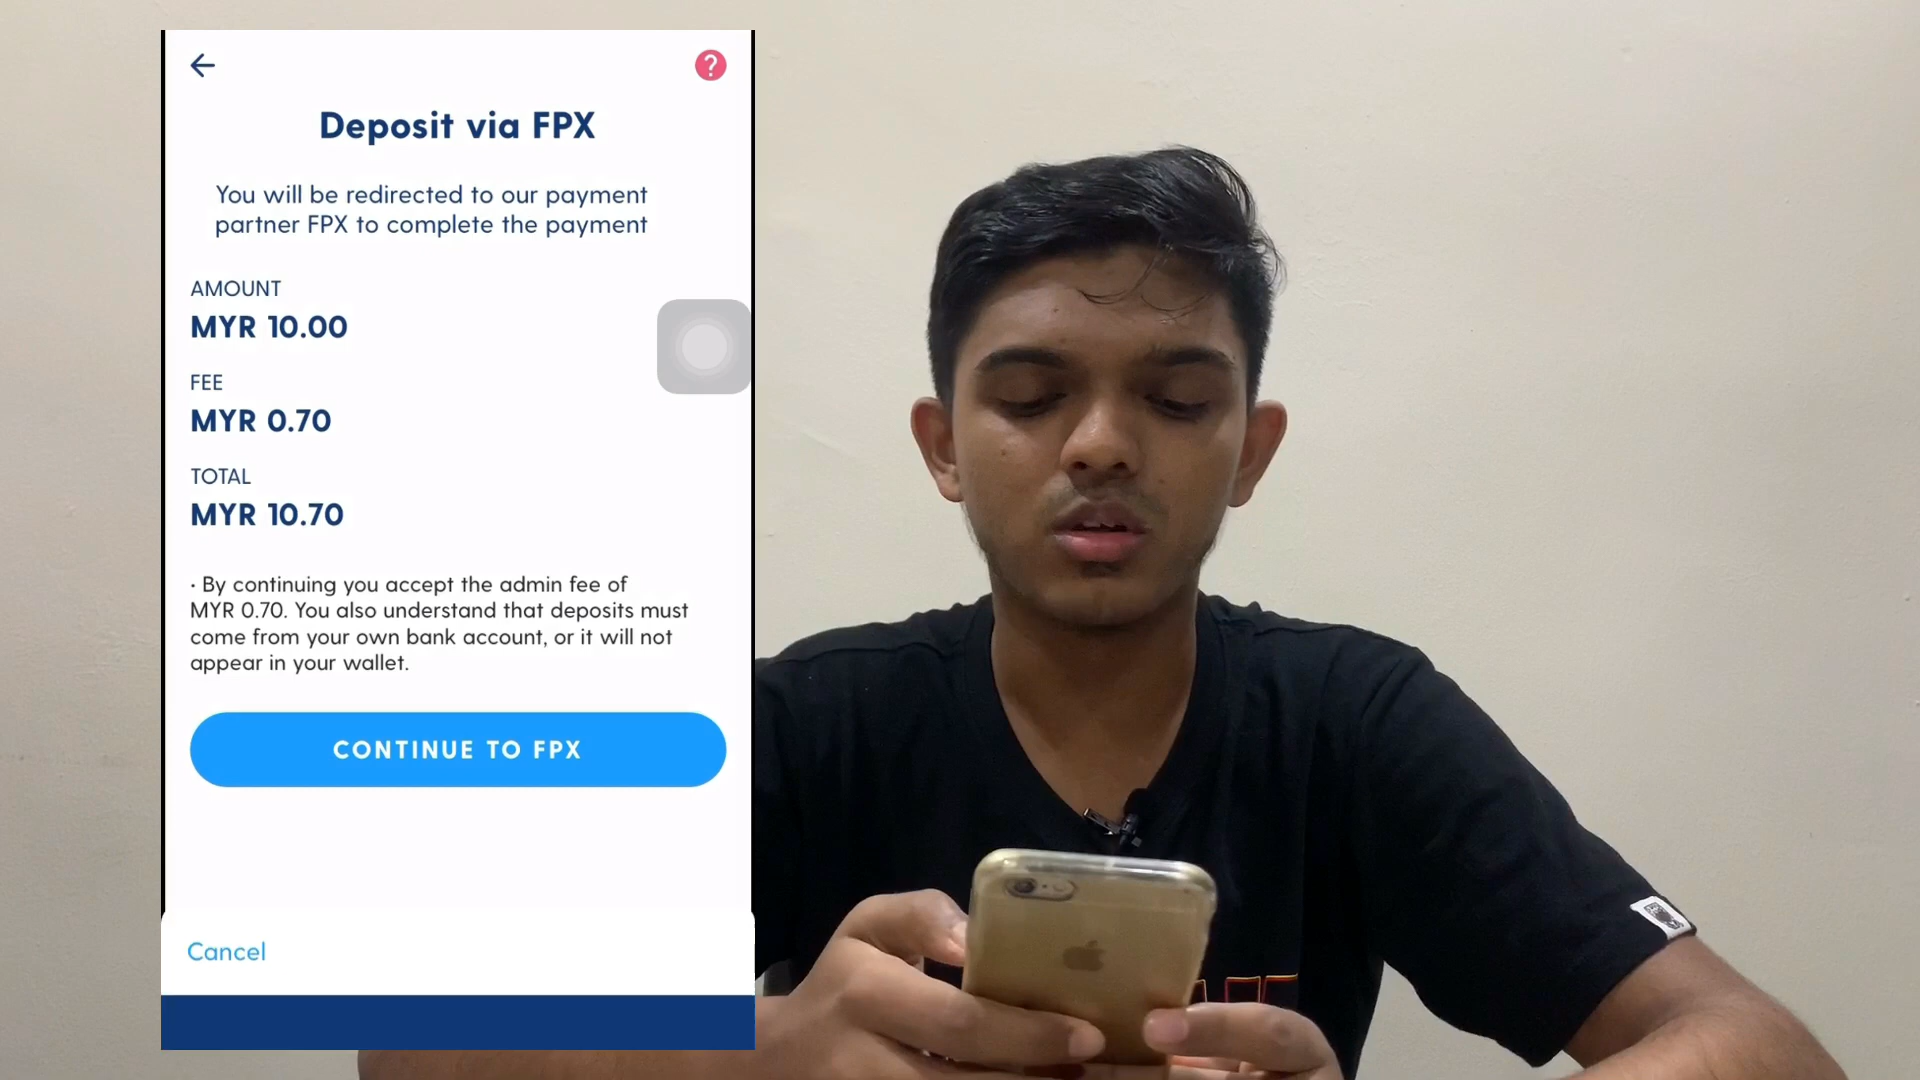 ?
Deposit via FPX
You will be redirected to our payment
partner FPX to complete the payment
AMOUNT
MYR 10.00
FEE
MYR 0.70
TOTAL
MYR 10.70
· By continuing you accept the admin fee of
MYR 0.70. You also understand that deposits must
come from your own bank account, or it will not
appear in your wallet.
CONTINUE TO FPX
Cancel